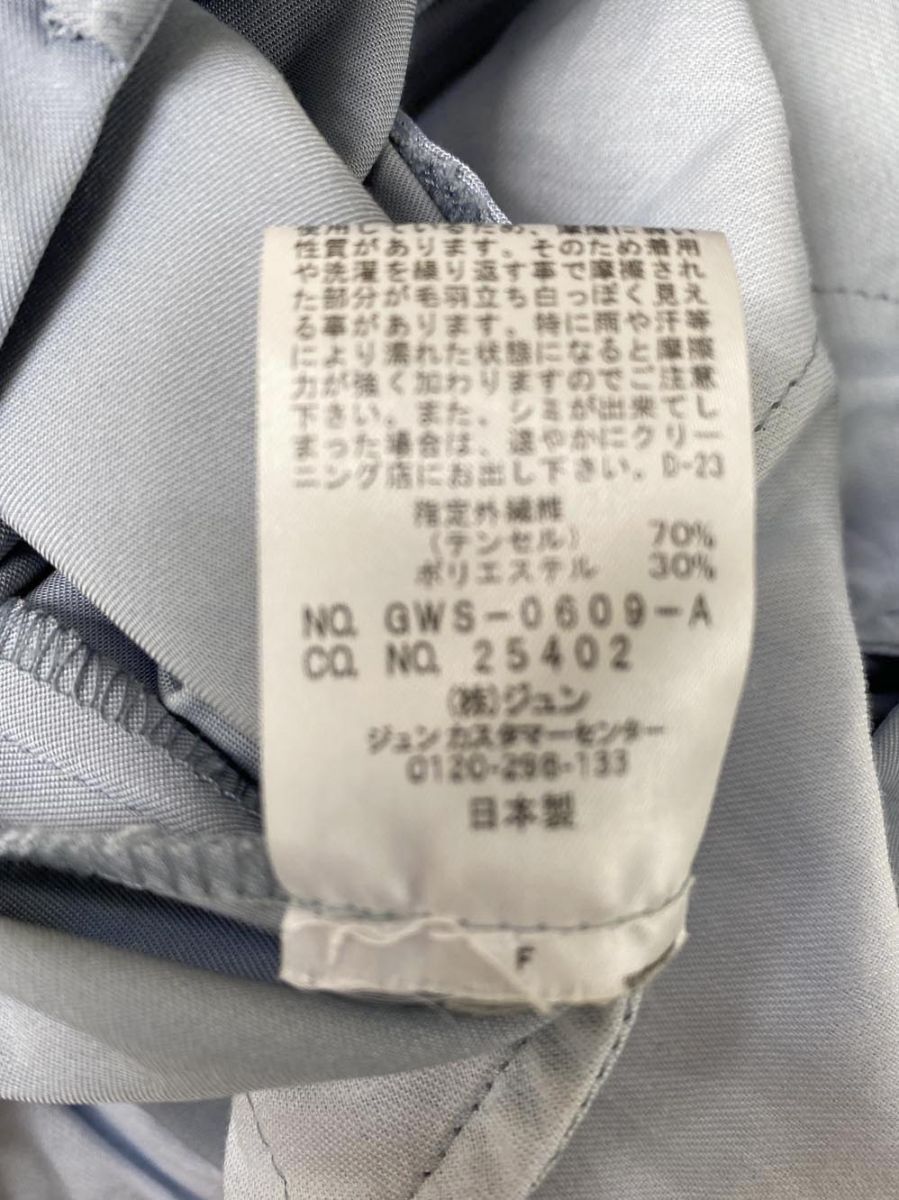 使用しているため、摩擦に弱い
性質があります。そのため着用
や洗濯を繰り返す事で摩擦され
た部分が毛羽立ち白っぽく見え
る事があります。特に雨や汗等
により濡れた状態になると摩擦
力が強く加わりますのでご注意
下さい。また、シミが出来てし
まった場合は、速やかにクリー
ニング店にお出し下さい。D-23
指定外繊維
(テンセル) 70%
ポリエステル 30%
NO. GWS-0609-A
CO. NO. 25402
(株)ジュン
ジュンカスタマーセンター
0120-298-133
日本製
F